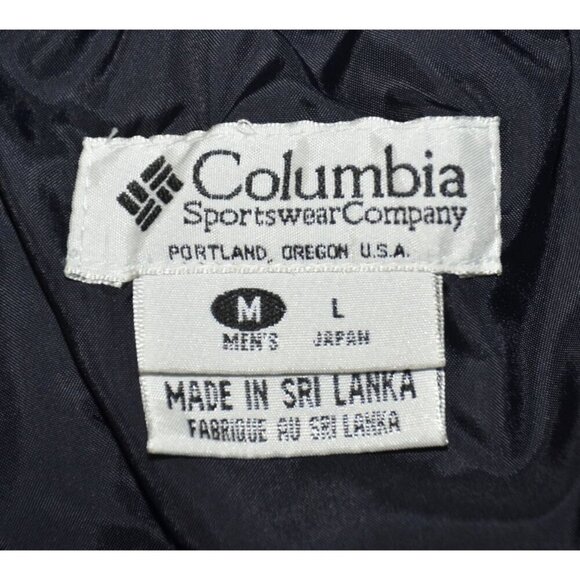 Columbia
SportswearCompany
PORTLAND, OREGON U.S.A.
M L
MEN'S JAPAN
MADE IN SRI LANKA
FABRIQUE AU SRI LANKA